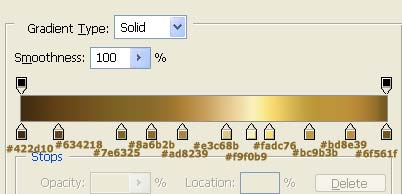 Gradient Type: Solid
Smoothness: 100 %
#422d10 #634218 #7e6325 #8a6b2b #ad8239 #e3c68b #f9f0b9 #fadc76 #bc9b3b #bd8e39 #6f561f
Stops
Opacity: % Location: % Delete